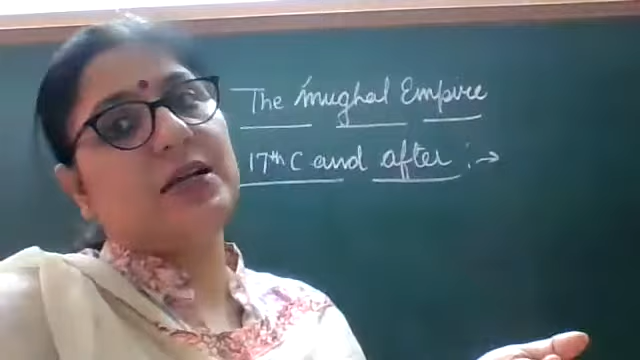 The Mughal Empire
17th C and after :→